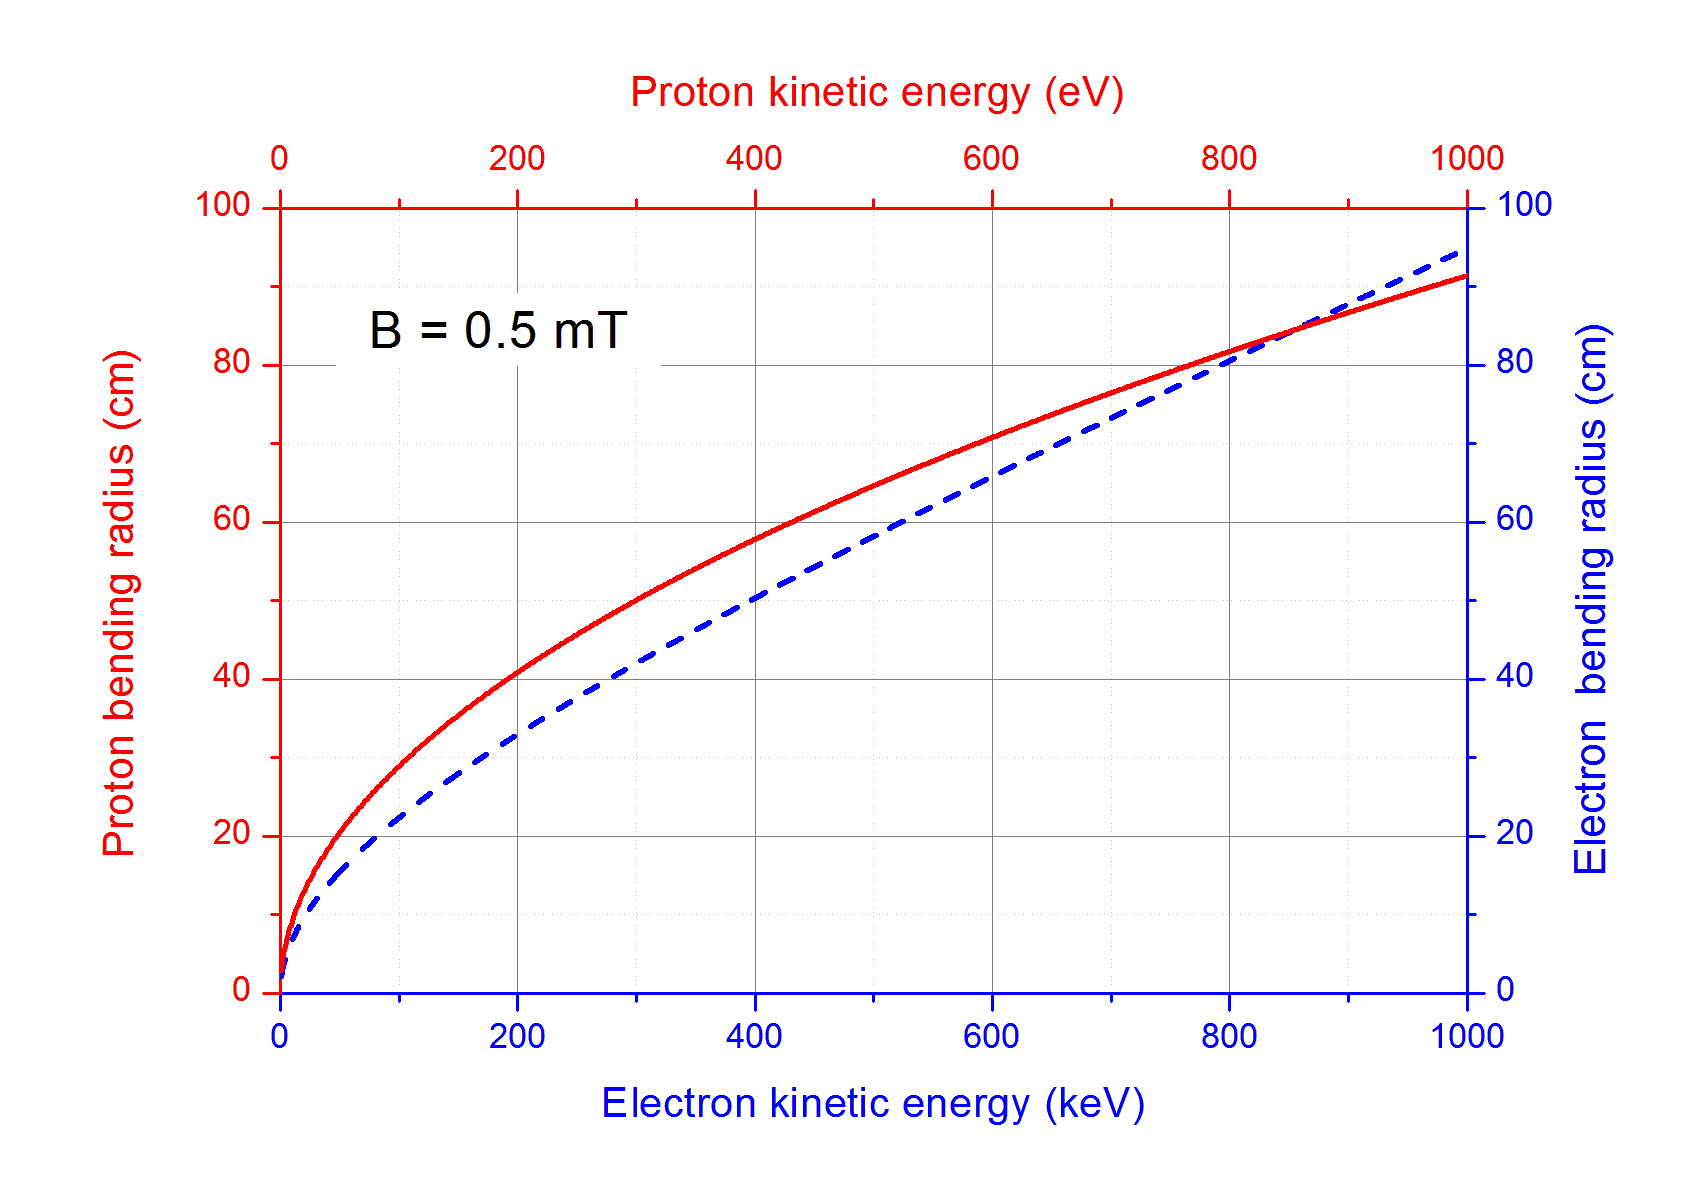 Proton kinetic energy (eV)
0 200 400 600 800 1000
100 100
B = 0.5 mT
80 80
60 60
40 40
20 20
0 0
Proton bending radius (cm)
Electron bending radius (cm)
0 200 400 600 800 1000
Electron kinetic energy (keV)